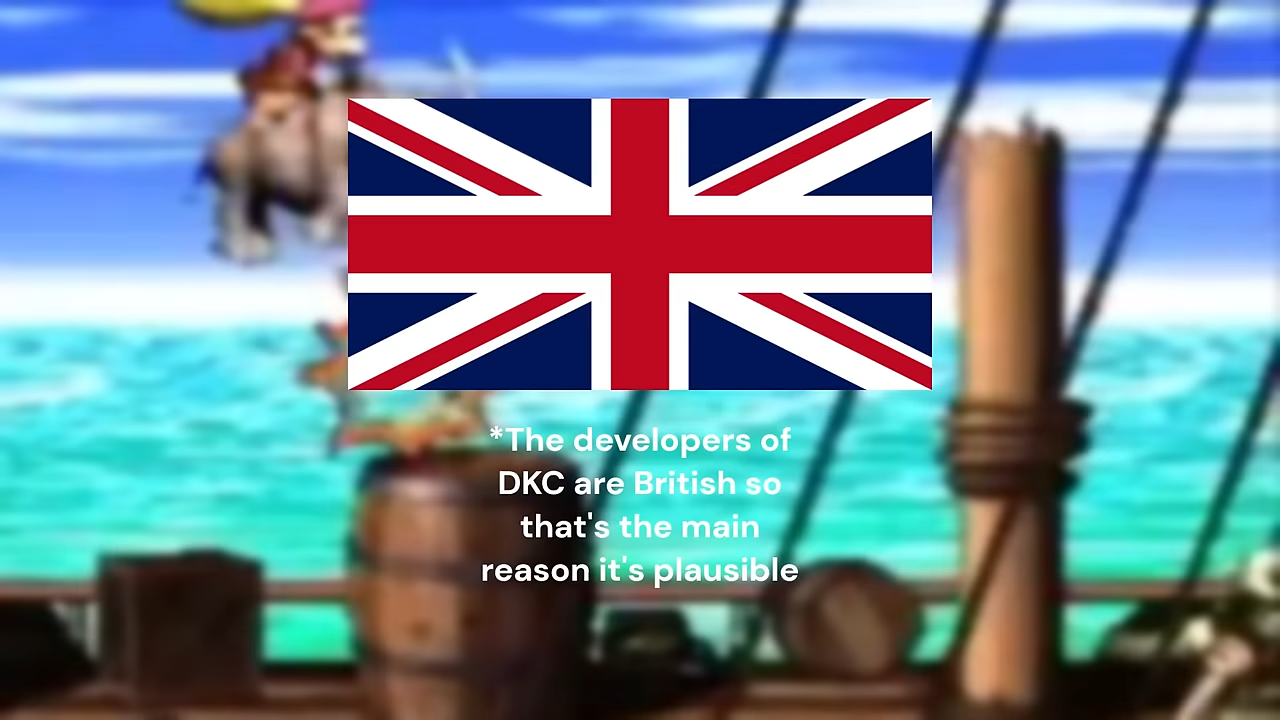 *The developers of
DKC are British so
that's the main
reason it's plausible